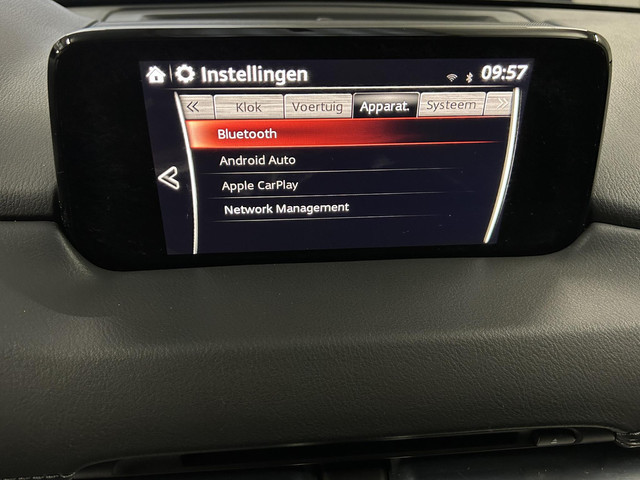 Instellingen 09:57
Klok Voertuig Apparat. Systeem
Bluetooth
Android Auto
Apple CarPlay
Network Management